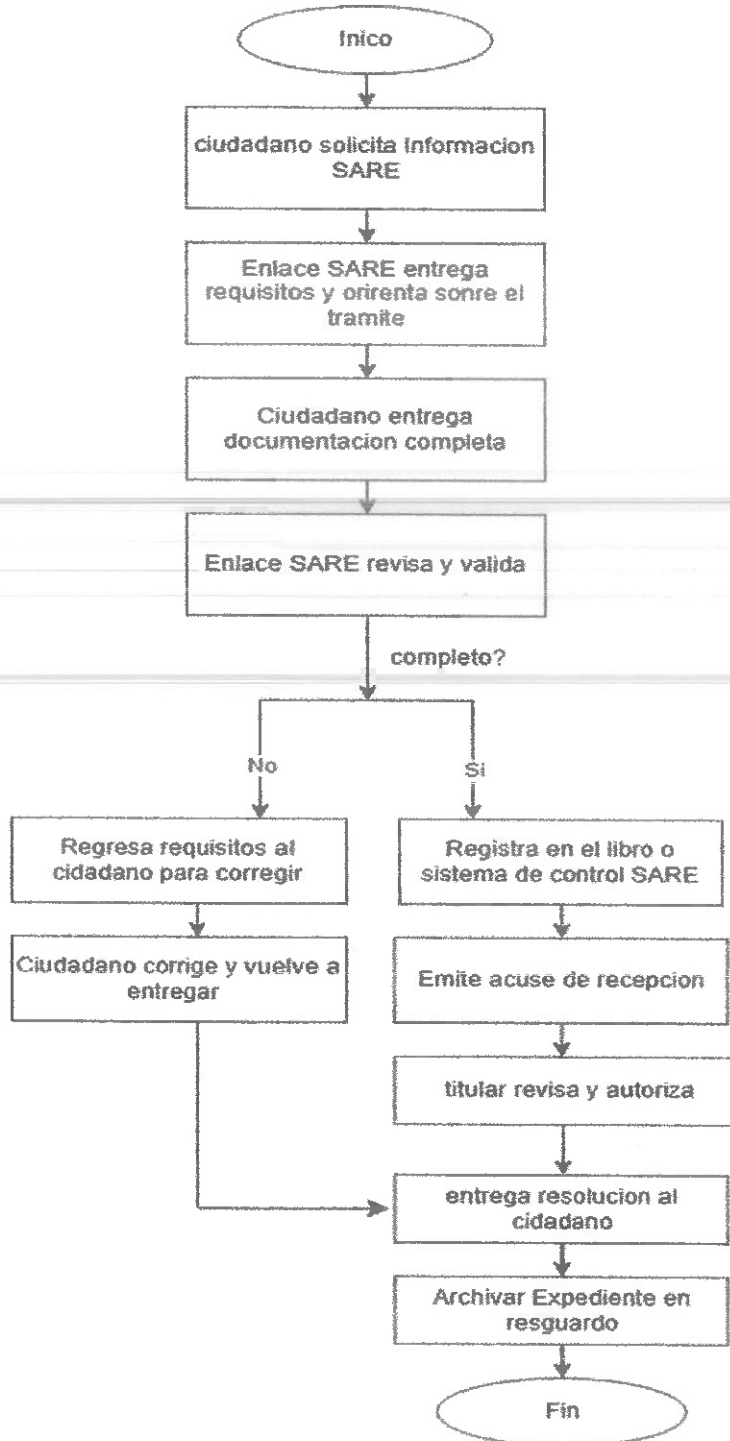 Inico
ciudadano solicita Informacion
SARE
Enlace SARE entrega
requisitos y orirenta sonre el
tramite
Ciudadano entrega
documentacion completa
Enlace SARE revisa y valida
completo?
No
Si
Regresa requisitos al
cidadano para corregir
Registra en el libro o
sistema de control SARE
Ciudadano corrige y vuelve a
entregar
Emite acuse de recepcion
titular revisa y autoriza
entrega resolucion al
cidadano
Archivar Expediente en
resguardo
Fin